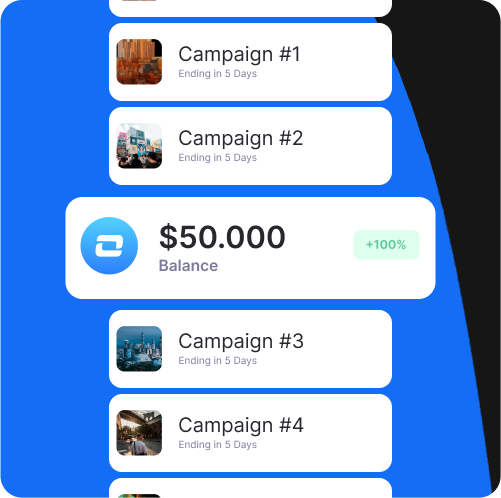 Campaign #1
Ending in 5 Days
Campaign #2
Ending in 5 Days
$50.000
+100%
Balance
Campaign #3
Ending in 5 Days
Campaign #4
Ending in 5 Days